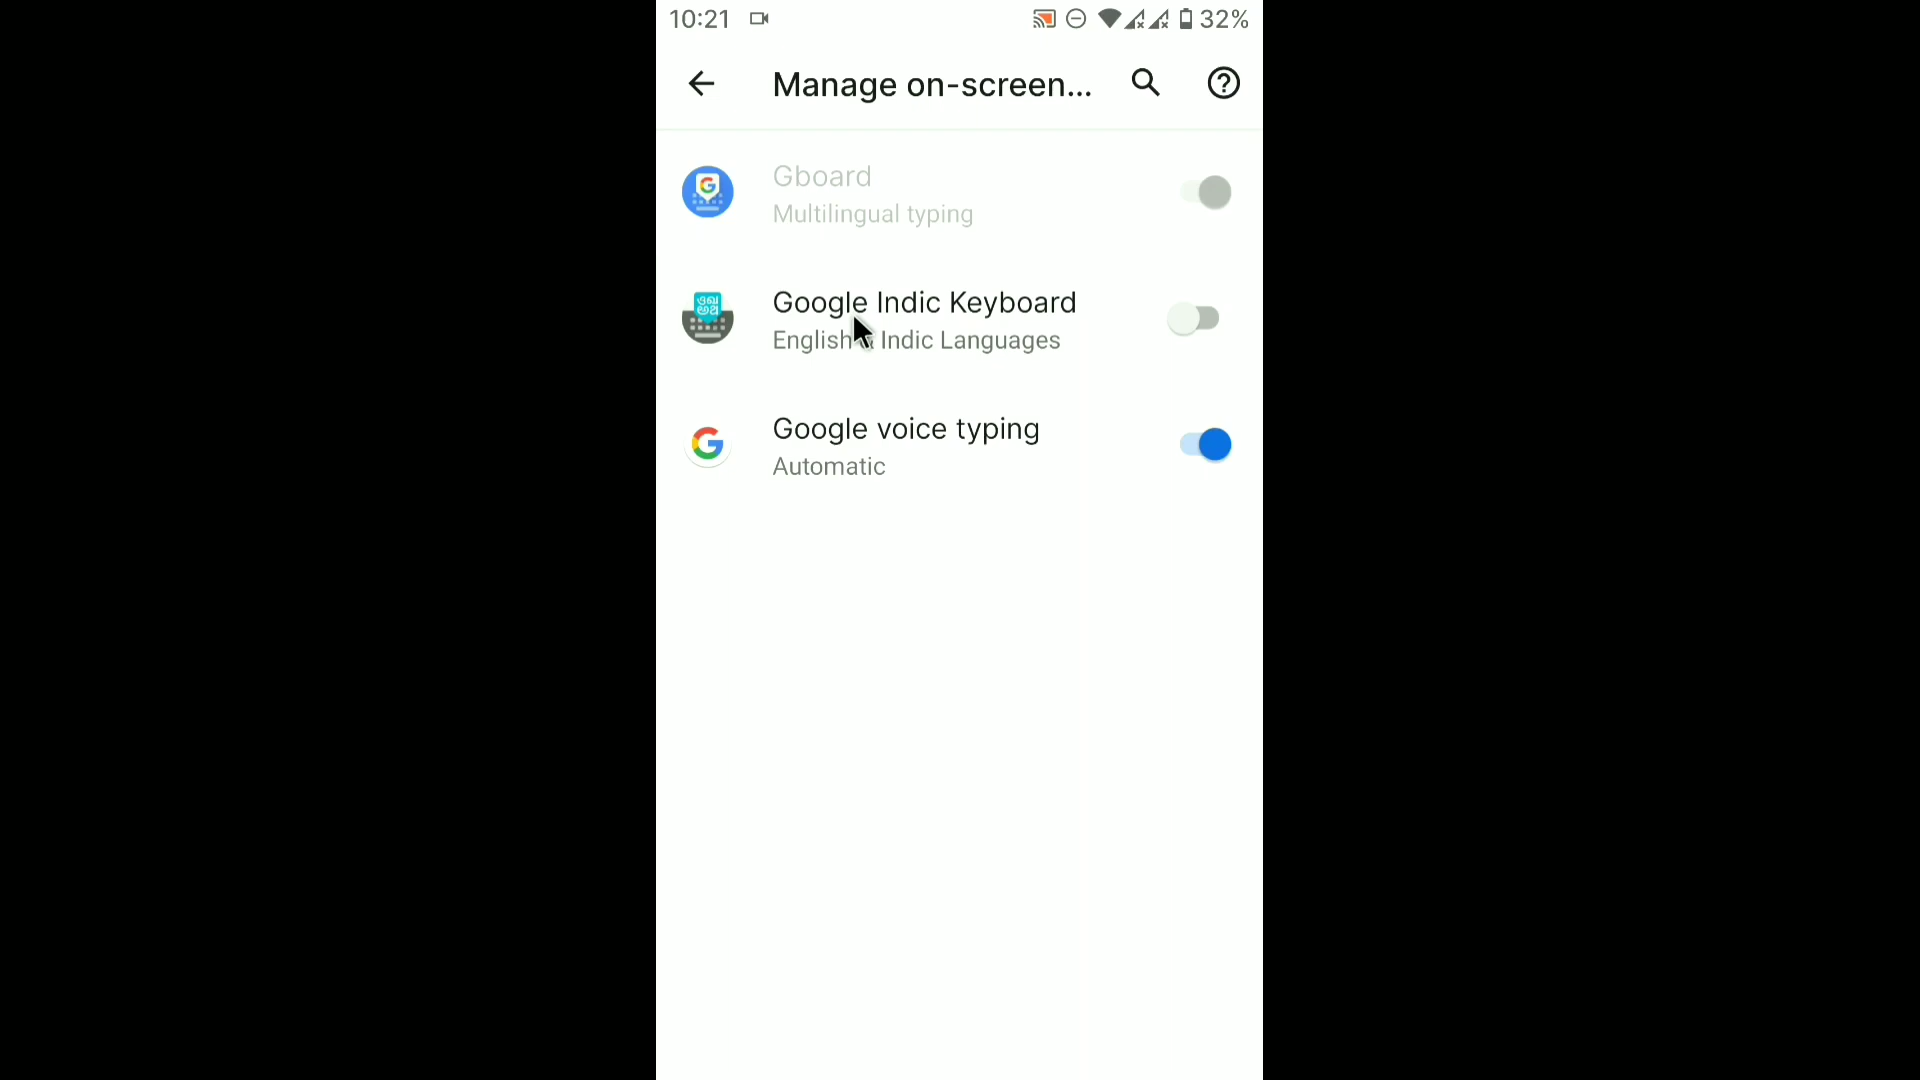 10:21
32%
Manage on-screen...
Gboard
Multilingual typing
Google Indic Keyboard
English & Indic Languages
Google voice typing
Automatic